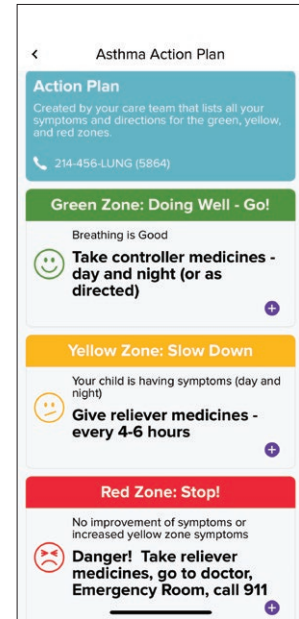 Asthma Action Plan
Action Plan
Created by your care team that lists all your
symptoms and directions for the green, yellow,
and red zones.
214-456-LUNG (5864)
Green Zone: Doing Well - Go!
Breathing is Good
Take controller medicines -
day and night (or as
directed)
Yellow Zone: Slow Down
Your child is having symptoms (day and
night)
Give reliever medicines -
every 4-6 hours
Red Zone: Stop!
No improvement of symptoms or
increased yellow zone symptoms
Danger! Take reliever
medicines, go to doctor,
Emergency Room, call 911